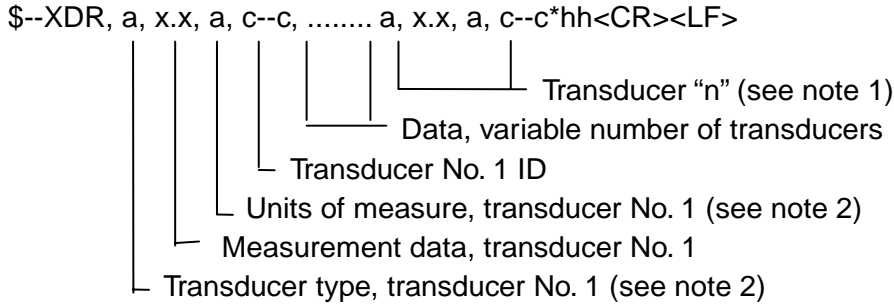 $--XDR, a, x.x, a, c--c, ........ a, x.x, a, c--c*hh<CR><LF>
Transducer “n” (see note 1)
Data, variable number of transducers
Transducer No. 1 ID
Units of measure, transducer No. 1 (see note 2)
Measurement data, transducer No. 1
Transducer type, transducer No. 1 (see note 2)